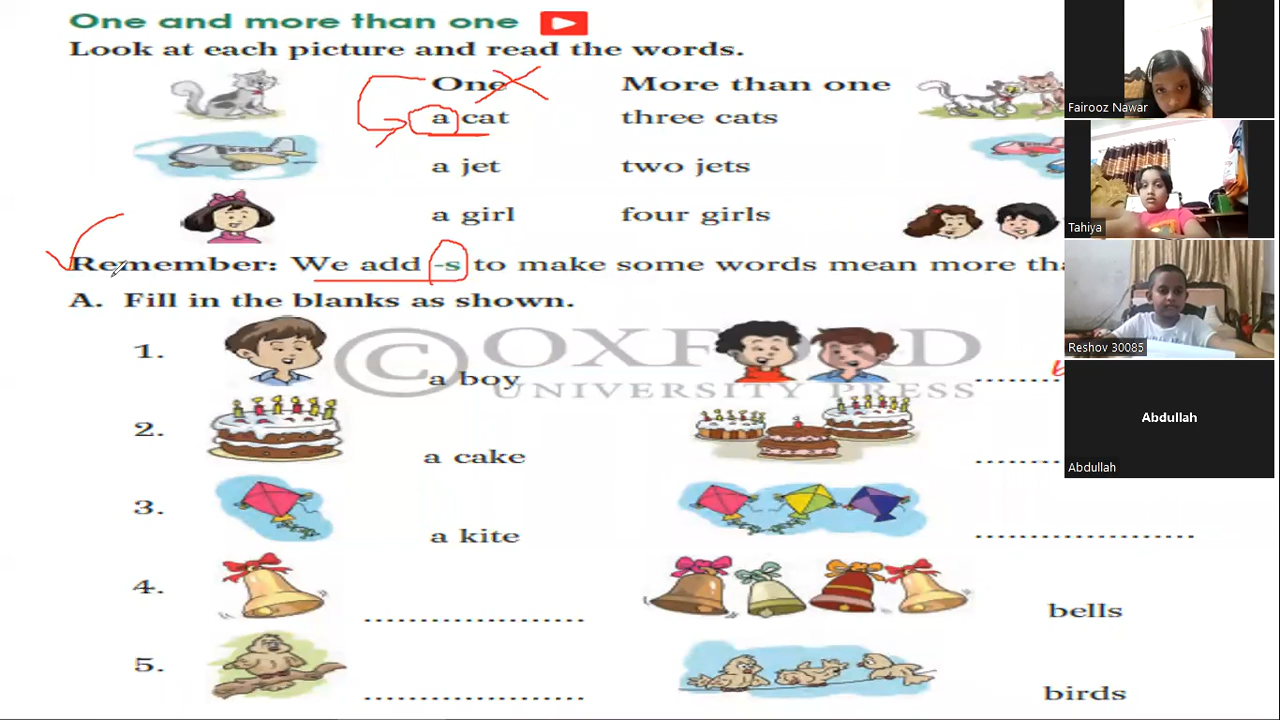 One and more than one
Look at each picture and read the words.
One More than one
a cat three cats
a jet two jets
a girl four girls
Remember: We add -s to make some words mean more
A. Fill in the blanks as shown.
1. a boy ........
2. a cake ........
3. a kite ........................
4. ........................ bells
5. ........................ birds
© OXFORD
UNIVERSITY PRESS
Fairooz Nawar
Tahiya
Reshov 30085
Abdullah
Abdullah